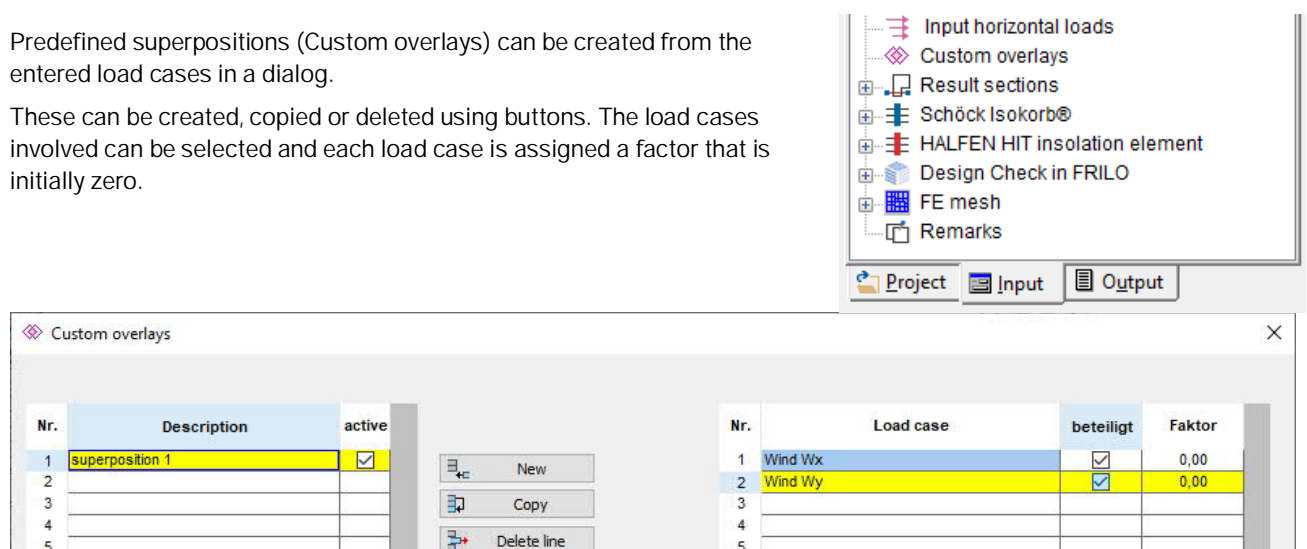 Predefined superpositions (Custom overlays) can be created from the
entered load cases in a dialog.
These can be created, copied or deleted using buttons. The load cases
involved can be selected and each load case is assigned a factor that is
initially zero.
Input horizontal loads
Custom overlays
Result sections
Schöck Isokorb®
HALFEN HIT insolation element
Design Check in FRILO
FE mesh
Remarks
Project Input Output
Custom overlays
Nr. Description active
1 superposition 1
2
3
4
5
New
Copy
Delete line
Nr. Load case beteiligt Faktor
1 Wind Wx 0,00
2 Wind Wy 0,00
3
4
5